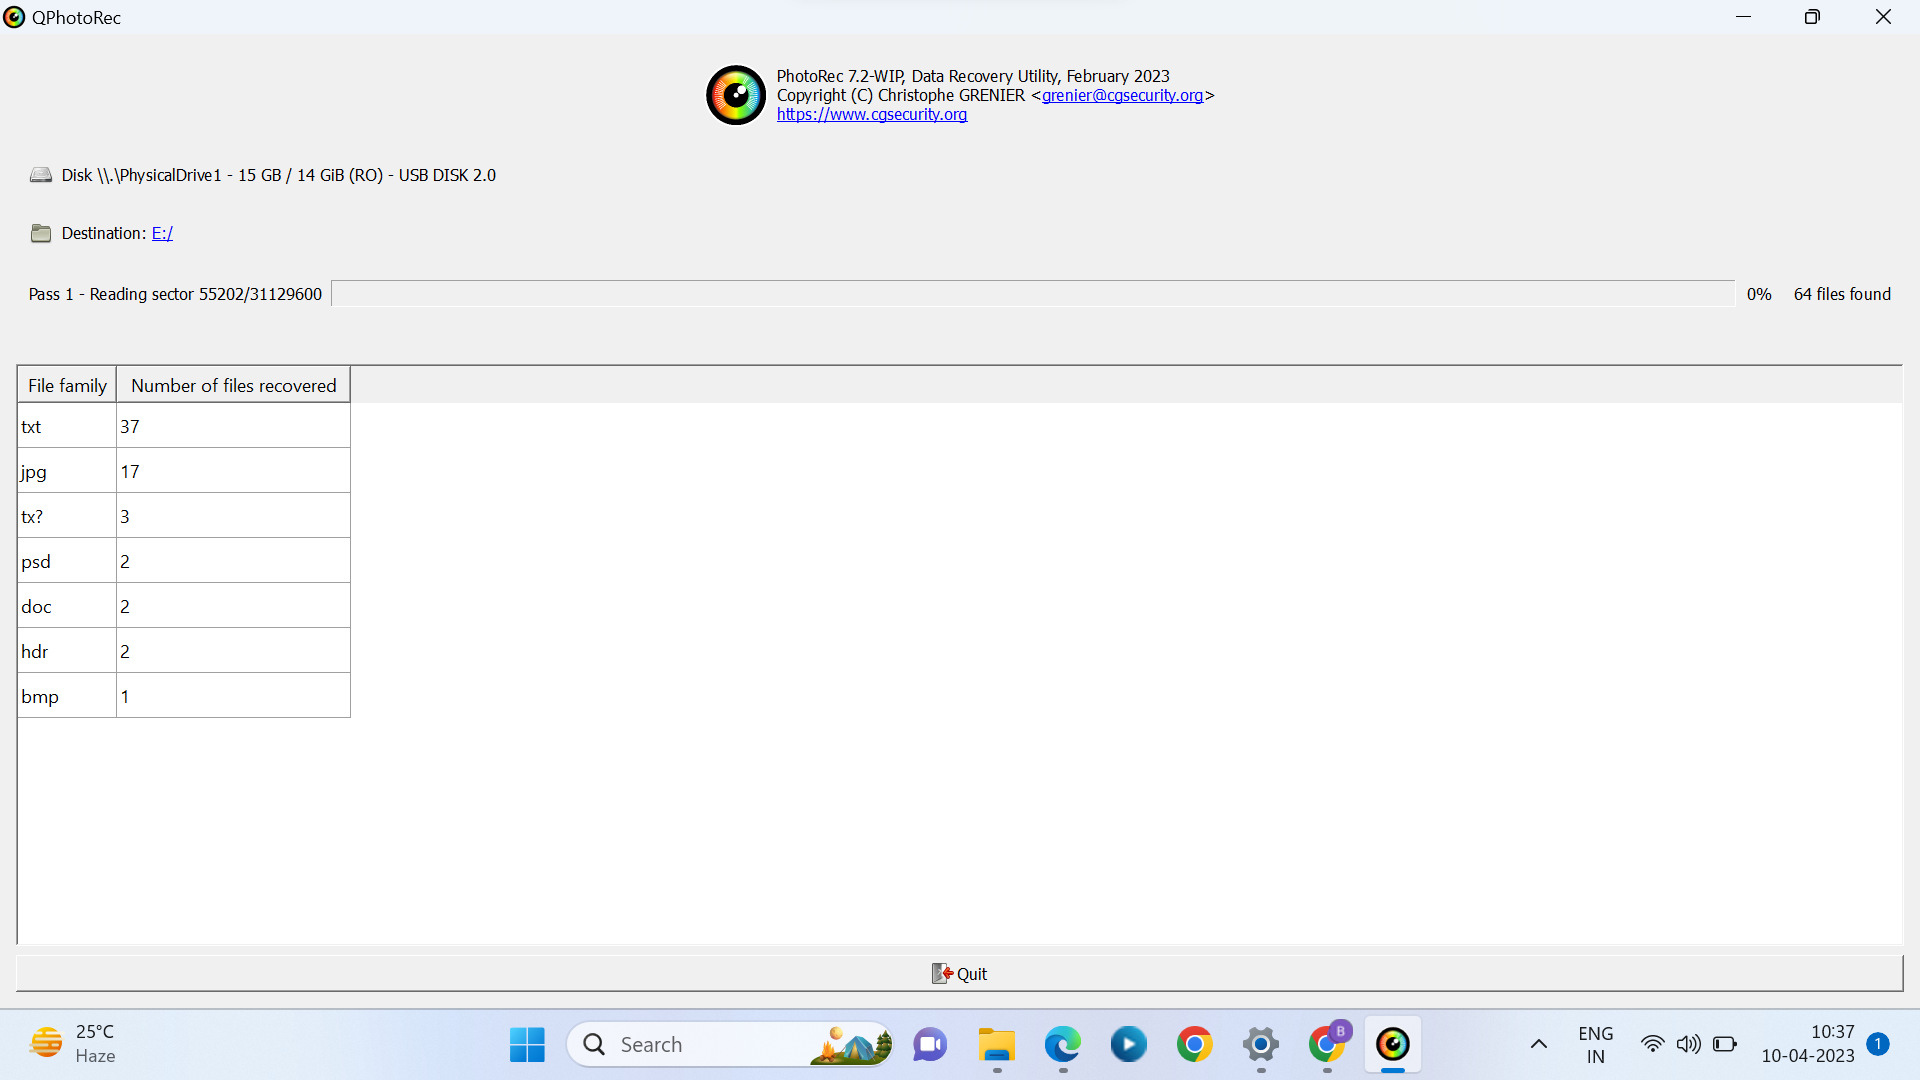 QPhotoRec
PhotoRec 7.2-WIP, Data Recovery Utility, February 2023
Copyright (C) Christophe GRENIER <grenier@cgsecurity.org>
https://www.cgsecurity.org
Disk \\.\PhysicalDrive1 - 15 GB / 14 GiB (RO) - USB DISK 2.0
Destination: E:/
Pass 1 - Reading sector 55202/31129600 0% 64 files found
File family Number of files recovered
txt 37
jpg 17
tx? 3
psd 2
doc 2
hdr 2
bmp 1
Quit
25°C
Haze
Search
B
ENG
IN
10:37
10-04-2023
1